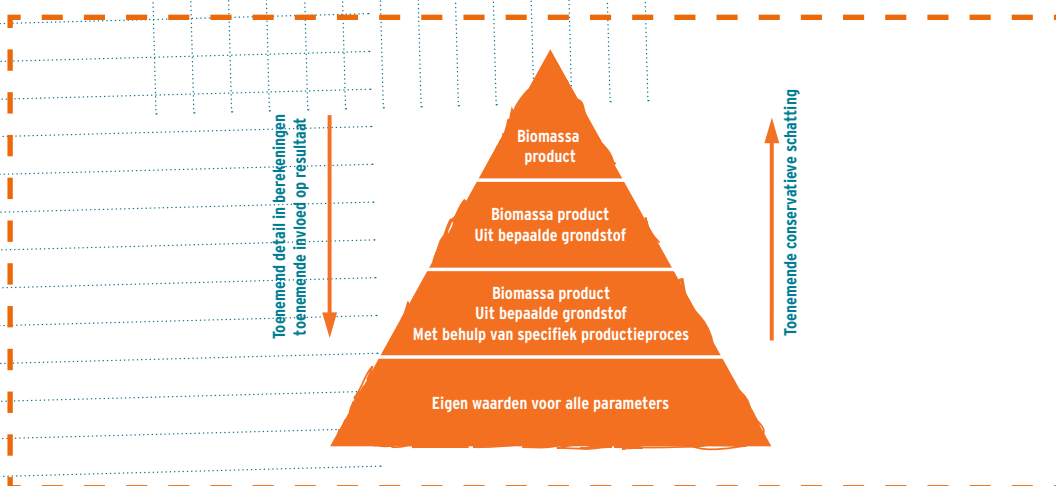 Toenemend detail in berekeningen
toenemende invloed op resultaat
Biomassa
product
Biomassa product
Uit bepaalde grondstof
Biomassa product
Uit bepaalde grondstof
Met behulp van specifiek productieproces
Eigen waarden voor alle parameters
Toenemende conservatieve schatting